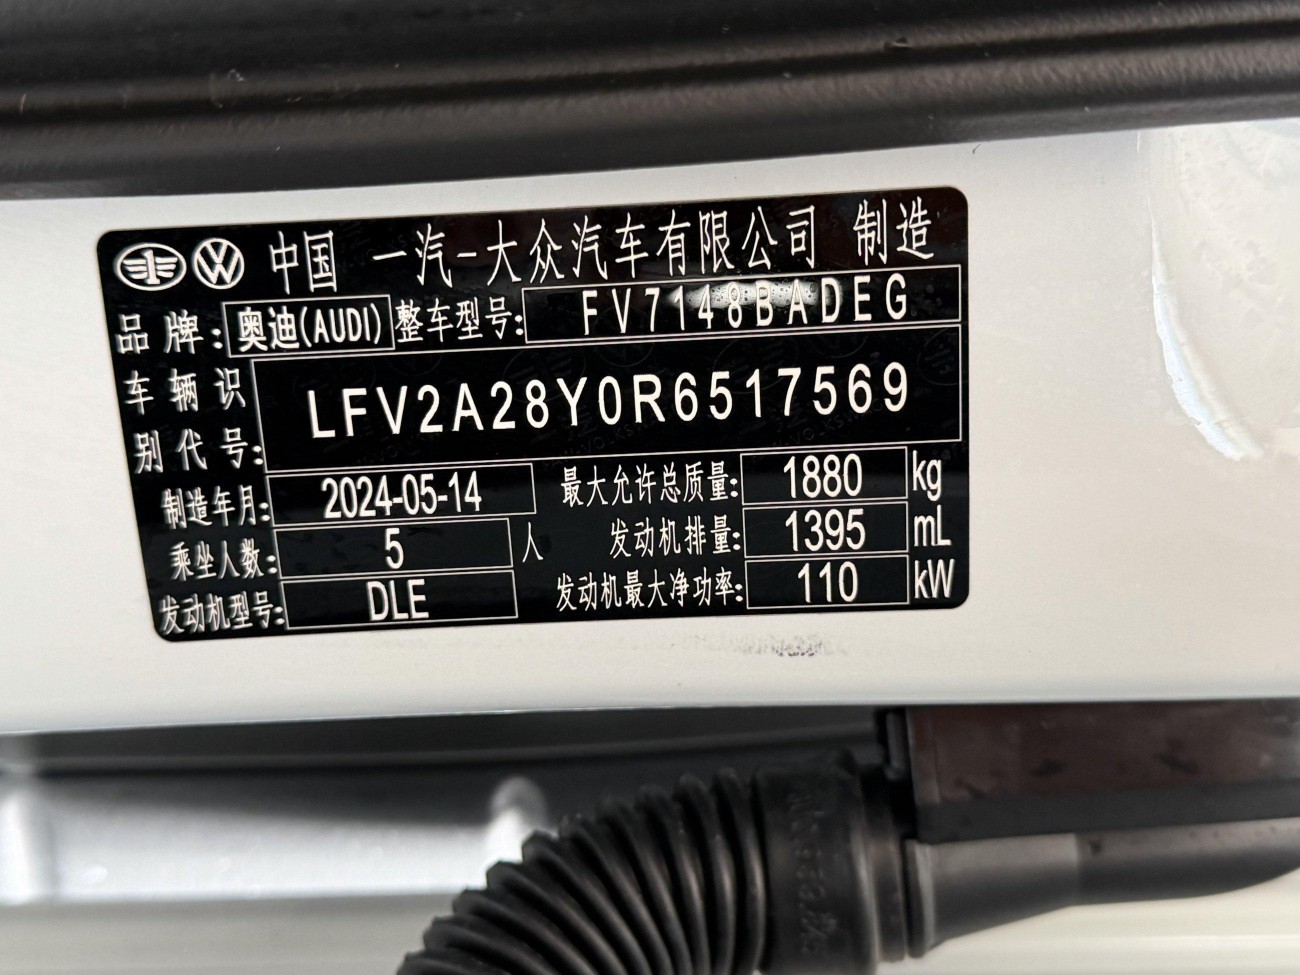 中国 一汽-大众汽车有限公司 制造
品牌: 奥迪(AUDI) 整车型号: FV7148BADEG
车辆识别代号: LFV2A28Y0R6517569
制造年月: 2024-05-14 最大允许总质量: 1880 kg
乘坐人数: 5 人 发动机排量: 1395 mL
发动机型号: DLE 发动机最大净功率: 110 kW